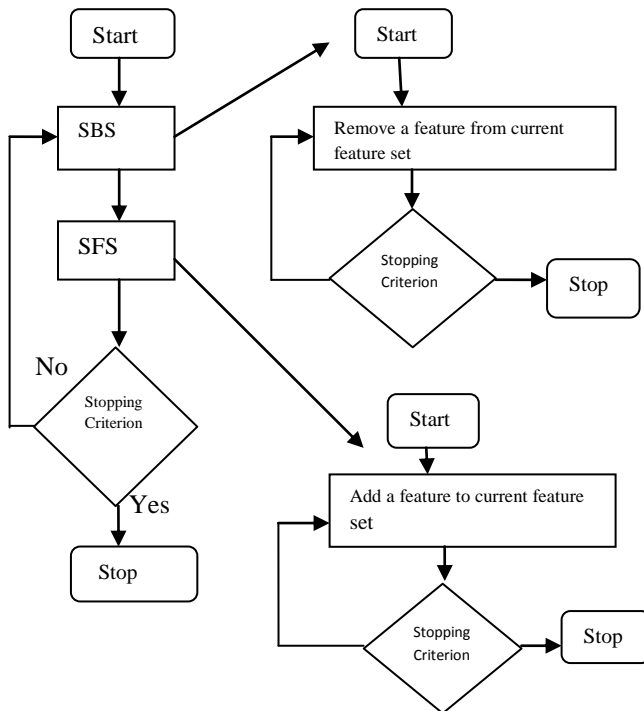 Start
SBS
SFS
No
Stopping
Criterion
Yes
Stop
Start
Remove a feature from current
feature set
Stopping
Criterion
Stop
Start
Add a feature to current feature
set
Stopping
Criterion
Stop